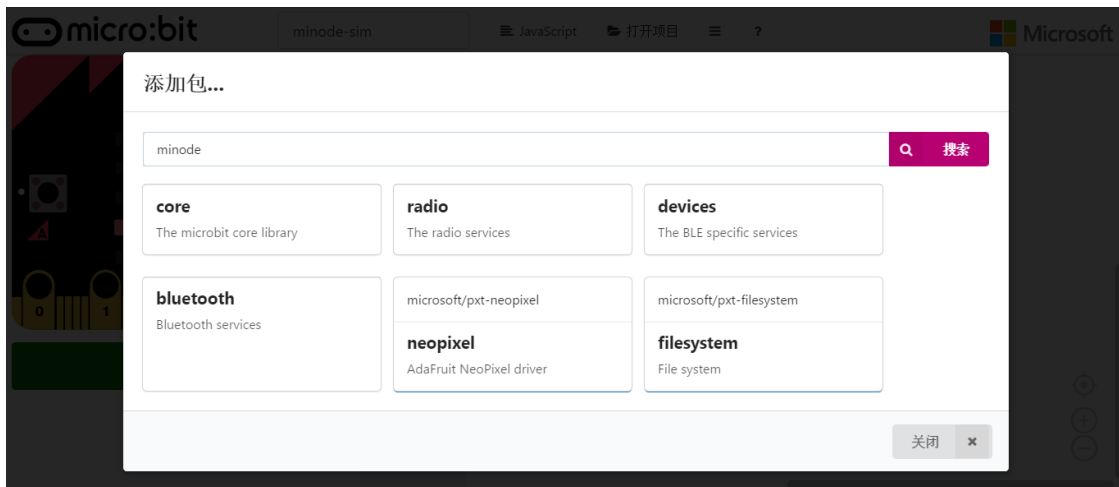 micro:bit
minode-sim
JavaScript
打开项目
?
Microsoft
添加包...
minode
搜索
core
The microbit core library
radio
The radio services
devices
The BLE specific services
bluetooth
Bluetooth services
microsoft/pxt-neopixel
neopixel
AdaFruit NeoPixel driver
microsoft/pxt-filesystem
filesystem
File system
A
0
1
关闭